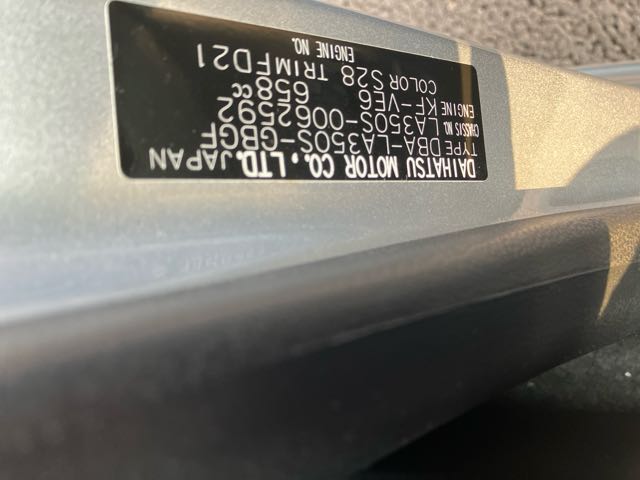 DAIHATSU MOTOR CO., LTD. JAPAN
TYPE DBA-LA350S-GBGF
CHASSIS NO. LA350S-0062592
ENGINE KF-VE6 658cc
COLOR S28 TRIM FD21
ENGINE NO.